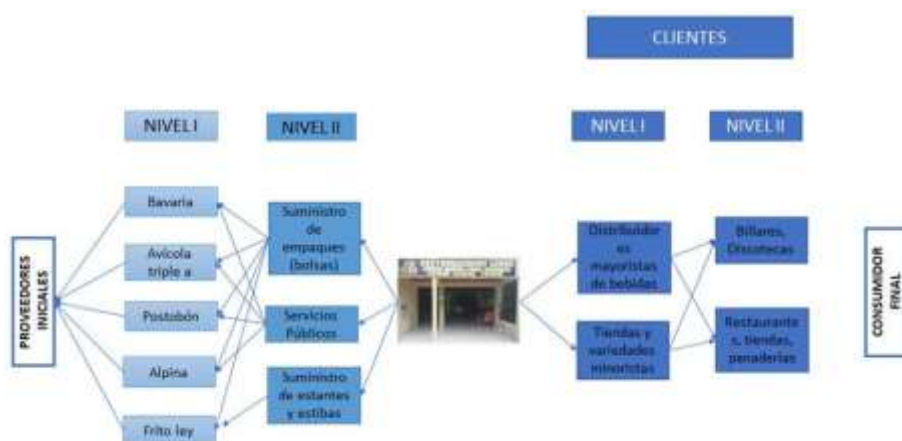 CLIENTES
NIVEL I
NIVEL II
NIVEL I
NIVEL II
PROVEEDORES
INICIALES
Bavaria
Avícola
triple a
Postobón
Alpina
Frito ley
Suministro
de
empaques
(bolsas)
Servicios
Públicos
Suministro
de estantes
y estibas
Distribuidor
es
mayoristas
de bebidas
Tiendas y
variedades
minoristas
Billares,
Discotecas
Restaurante
s, tiendas,
panaderías
CONSUMIDOR
FINAL